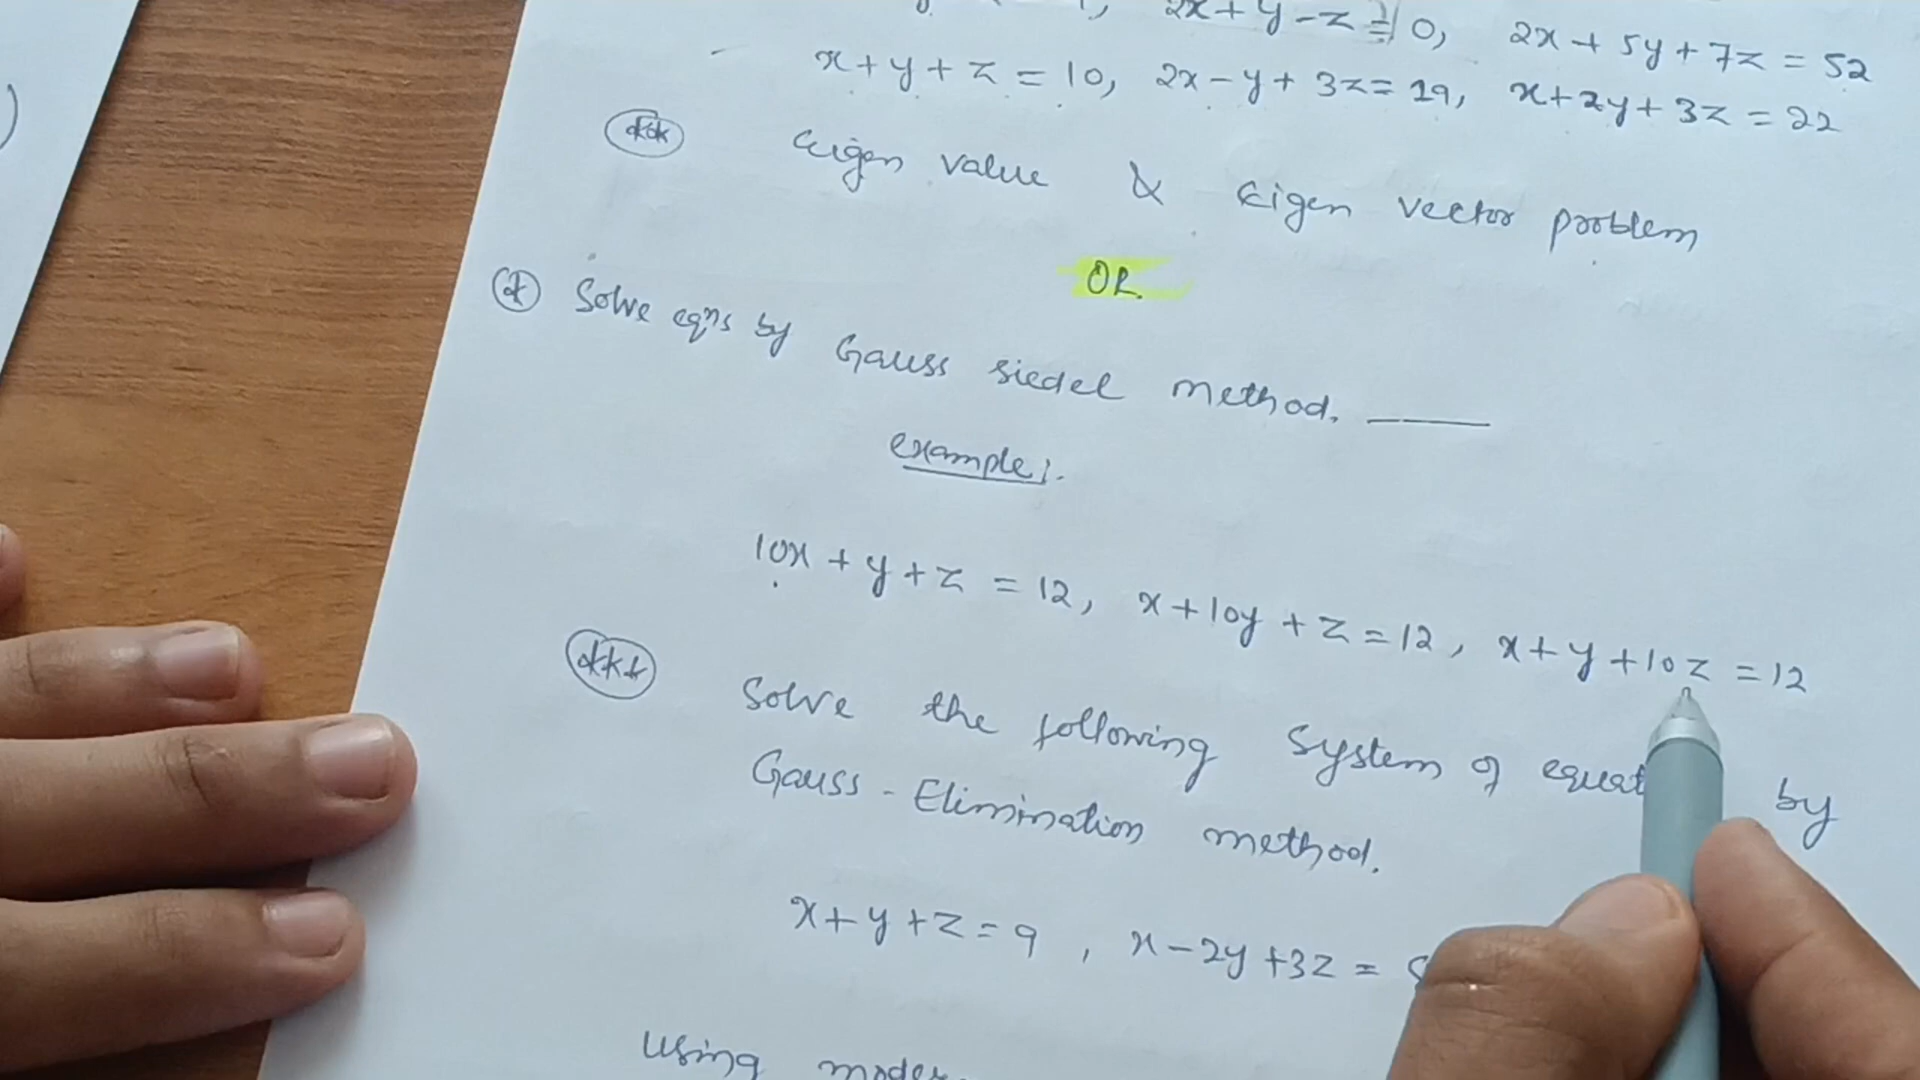 2x+y-z=0, 2x+5y+7z=52
x+y+z=10, 2x-y+3z=19, x+2y+3z=22
Eigen Value & Eigen Vector problem
OR
Solve eqns by Gauss siedel method.
example:-
10x+y+z=12, x+10y+z=12, x+y+10z=12
Solve the following system of equat by
Gauss-Elimination method.
x+y+z=9, x-2y+3z=
Using